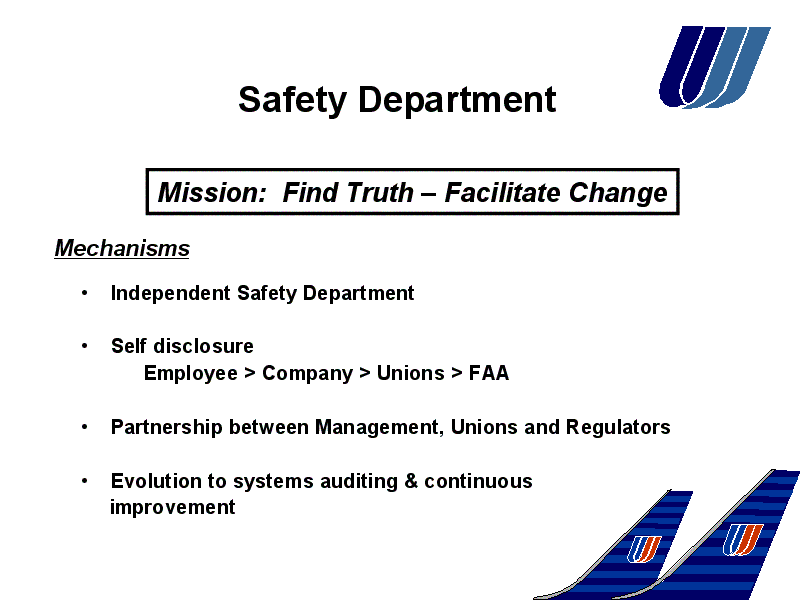 Safety Department
Mission:  Find Truth – Facilitate Change
Mechanisms
• Independent Safety Department
• Self disclosure
Employee > Company > Unions > FAA
• Partnership between Management, Unions and Regulators
• Evolution to systems auditing & continuous
improvement